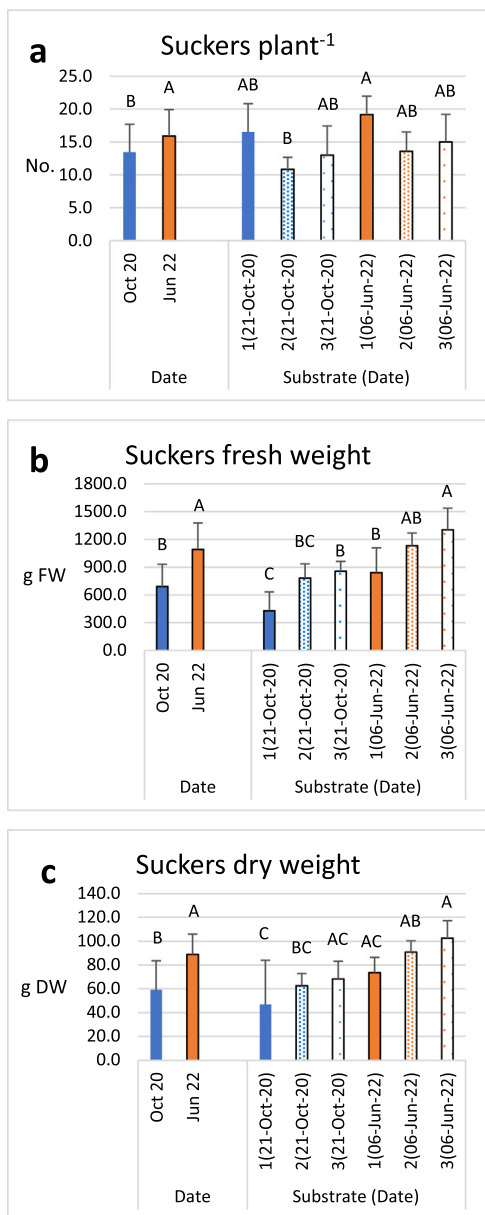 a
Suckers plant-1
25.0
20.0
15.0
10.0
5.0
0.0
No.
B
A
AB
B
AB
A
AB
AB
Oct 20
Jun 22
1(21-Oct-20)
2(21-Oct-20)
3(21-Oct-20)
1(06-Jun-22)
2(06-Jun-22)
3(06-Jun-22)
Date
Substrate (Date)
b
Suckers fresh weight
1800.0
1500.0
1200.0
900.0
600.0
300.0
0.0
g FW
B
A
C
BC
B
B
AB
A
Oct 20
Jun 22
1(21-Oct-20)
2(21-Oct-20)
3(21-Oct-20)
1(06-Jun-22)
2(06-Jun-22)
3(06-Jun-22)
Date
Substrate (Date)
c
Suckers dry weight
140.0
120.0
100.0
80.0
60.0
40.0
20.0
0.0
g DW
B
A
C
BC
AC
AC
AB
A
Oct 20
Jun 22
1(21-Oct-20)
2(21-Oct-20)
3(21-Oct-20)
1(06-Jun-22)
2(06-Jun-22)
3(06-Jun-22)
Date
Substrate (Date)